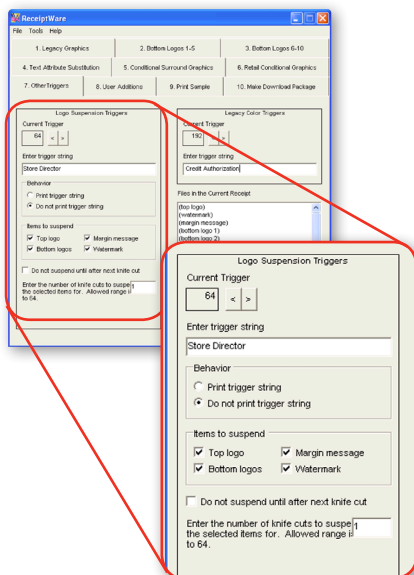 ReceiptWare
File Tools Help
1. Legacy Graphics
2. Bottom Logos 1-5
3. Bottom Logos 6-10
4. Text Attribute Substitution
5. Conditional Surround Graphics
6. Retail Conditional Graphics
7. OtherTriggers
8. User Additions
9. Print Sample
10. Make Download Package
Logo Suspension Triggers
Current Trigger
64
< >
Enter trigger string
Store Director
Behavior
Print trigger string
Do not print trigger string
Items to suspend
Top logo
Margin message
Bottom logos
Watermark
Do not suspend until after next knife cut
Enter the number of knife cuts to suspe 1
the selected items for. Allowed range i
to 64.
Legacy Color Triggers
Current Trigger
192
< >
Enter trigger string
Credit Authorization
Files in the Current Receipt
(top logo)
(watermark)
(margin message)
(bottom logo 1)
(bottom logo 2)
Logo Suspension Triggers
Current Trigger
64
< >
Enter trigger string
Store Director
Behavior
Print trigger string
Do not print trigger string
Items to suspend
Top logo
Margin message
Bottom logos
Watermark
Do not suspend until after next knife cut
Enter the number of knife cuts to suspe 1
the selected items for. Allowed range i
to 64.